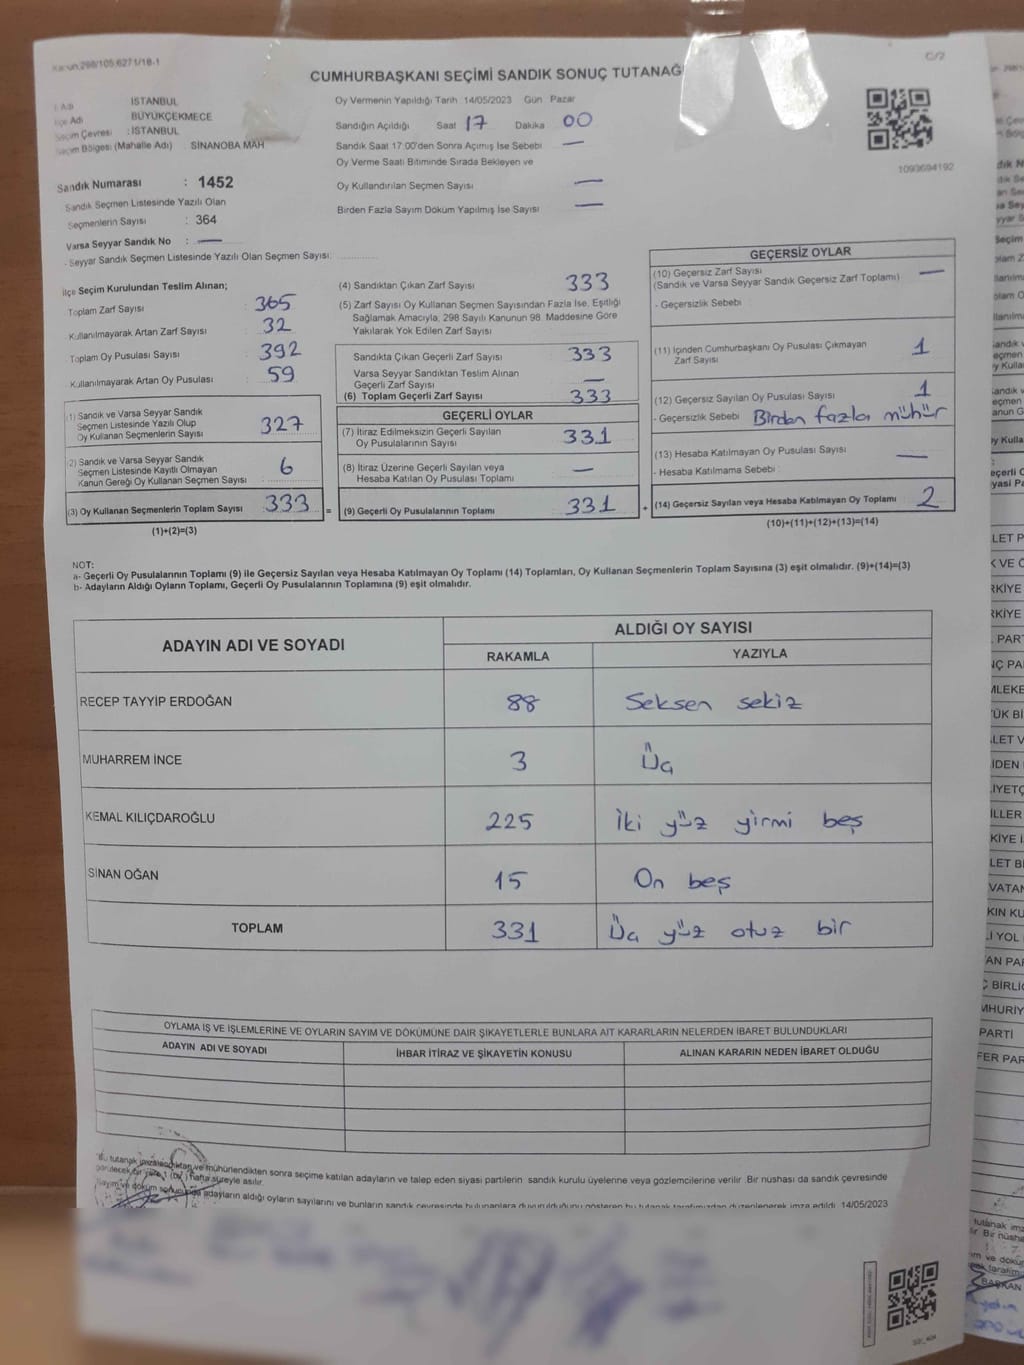 Kanun:298/105;6271/18-1
C/2
CUMHURBAŞKANI SEÇİMİ SANDIK SONUÇ TUTANAĞI
İSTANBUL
İlçe Adı BÜYÜKÇEKMECE
Seçim Çevresi : İSTANBUL
Seçim Bölgesi (Mahalle Adı) SİNANOBA MAH
Oy Vermenin Yapıldığı Tarih 14/05/2023 Gün Pazar
Sandığın Açıldığı Saat 17 Dakika 00
Sandık Saat 17:00'den Sonra Açılmış İse Sebebi —
Oy Verme Saati Bitiminde Sırada Bekleyen ve
Oy Kullandırılan Seçmen Sayısı —
Birden Fazla Sayım Döküm Yapılmış İse Sayısı —
1093694192
Sandık Numarası : 1452
Sandık Seçmen Listesinde Yazılı Olan
Seçmenlerin Sayısı : 364
Varsa Seyyar Sandık No : —
- Seyyar Sandık Seçmen Listesinde Yazılı Olan Seçmen Sayısı:
İlçe Seçim Kurulundan Teslim Alınan;
Toplam Zarf Sayısı : 365
Kullanılmayarak Artan Zarf Sayısı : 32
Toplam Oy Pusulası Sayısı : 392
Kullanılmayarak Artan Oy Pusulası : 59
(1) Sandık ve Varsa Seyyar Sandık
Seçmen Listesinde Yazılı Olup
Oy Kullanan Seçmenlerin Sayısı 327
(2) Sandık ve Varsa Seyyar Sandık
Seçmen Listesinde Kayıtlı Olmayan
Kanun Gereği Oy Kullanan Seçmen Sayısı 6
(3) Oy Kullanan Seçmenlerin Toplam Sayısı 333
(1)+(2)=(3)
(4) Sandıktan Çıkan Zarf Sayısı 333
(5) Zarf Sayısı Oy Kullanan Seçmen Sayısından Fazla İse, Eşitliği
Sağlamak Amacıyla, 298 Sayılı Kanunun 98. Maddesine Göre
Yakılarak Yok Edilen Zarf Sayısı
Sandıkta Çıkan Geçerli Zarf Sayısı 333
Varsa Seyyar Sandıktan Teslim Alınan
Geçerli Zarf Sayısı —
(6) Toplam Geçerli Zarf Sayısı 333
GEÇERLİ OYLAR
(7) İtiraz Edilmeksizin Geçerli Sayılan
Oy Pusulalarının Sayısı 331
(8) İtiraz Üzerine Geçerli Sayılan veya
Hesaba Katılan Oy Pusulası Toplamı —
= (9) Geçerli Oy Pusulalarının Toplamı 331
GEÇERSİZ OYLAR
(10) Geçersiz Zarf Sayısı —
(Sandık ve Varsa Seyyar Sandık Geçersiz Zarf Toplamı)
- Geçersizlik Sebebi
(11) İçinden Cumhurbaşkanı Oy Pusulası Çıkmayan
Zarf Sayısı 1
(12) Geçersiz Sayılan Oy Pusulası Sayısı 1
- Geçersizlik Sebebi Birden fazla mühür
(13) Hesaba Katılmayan Oy Pusulası Sayısı —
- Hesaba Katılmama Sebebi :
+ (14) Geçersiz Sayılan veya Hesaba Katılmayan Oy Toplamı 2
(10)+(11)+(12)+(13)=(14)
NOT:
a- Geçerli Oy Pusulalarının Toplamı (9) ile Geçersiz Sayılan veya Hesaba Katılmayan Oy Toplamı (14) Toplamları, Oy Kullanan Seçmenlerin Toplam Sayısına (3) eşit olmalıdır. (9)+(14)=(3)
b- Adayların Aldığı Oyların Toplamı, Geçerli Oy Pusulalarının Toplamına (9) eşit olmalıdır.
ADAYIN ADI VE SOYADI ALDIĞI OY SAYISI
RAKAMLA YAZIYLA
RECEP TAYYİP ERDOĞAN 88 Seksen sekiz
MUHARREM İNCE 3 Üç
KEMAL KILIÇDAROĞLU 225 İki yüz yirmi beş
SİNAN OĞAN 15 On beş
TOPLAM 331 Üç yüz otuz bir
OYLAMA İŞ VE İŞLEMLERİNE VE OYLARIN SAYIM VE DÖKÜMÜNE DAİR ŞİKAYETLERLE BUNLARA AİT KARARLARIN NELERDEN İBARET BULUNDUKLARI
ADAYIN ADI VE SOYADI İHBAR İTİRAZ VE ŞİKAYETİN KONUSU ALINAN KARARIN NEDEN İBARET OLDUĞU
Bu tutanak imzalandıktan ve mühürlendikten sonra seçime katılan adayların ve talep eden siyasi partilerin sandık kurulu üyelerine veya gözlemcilerine verilir. Bir nüshası da sandık çevresinde
görülecek bir yere 1 (bir) hafta süreyle asılır.
Sayım ve döküm sonucunda adayların aldığı oyların sayılarını ve bunların sandık çevresinde bulunanlara duyurulduğunu gösteren bu tutanak tarafımızdan düzenlenerek imza edildi. 14/05/2023